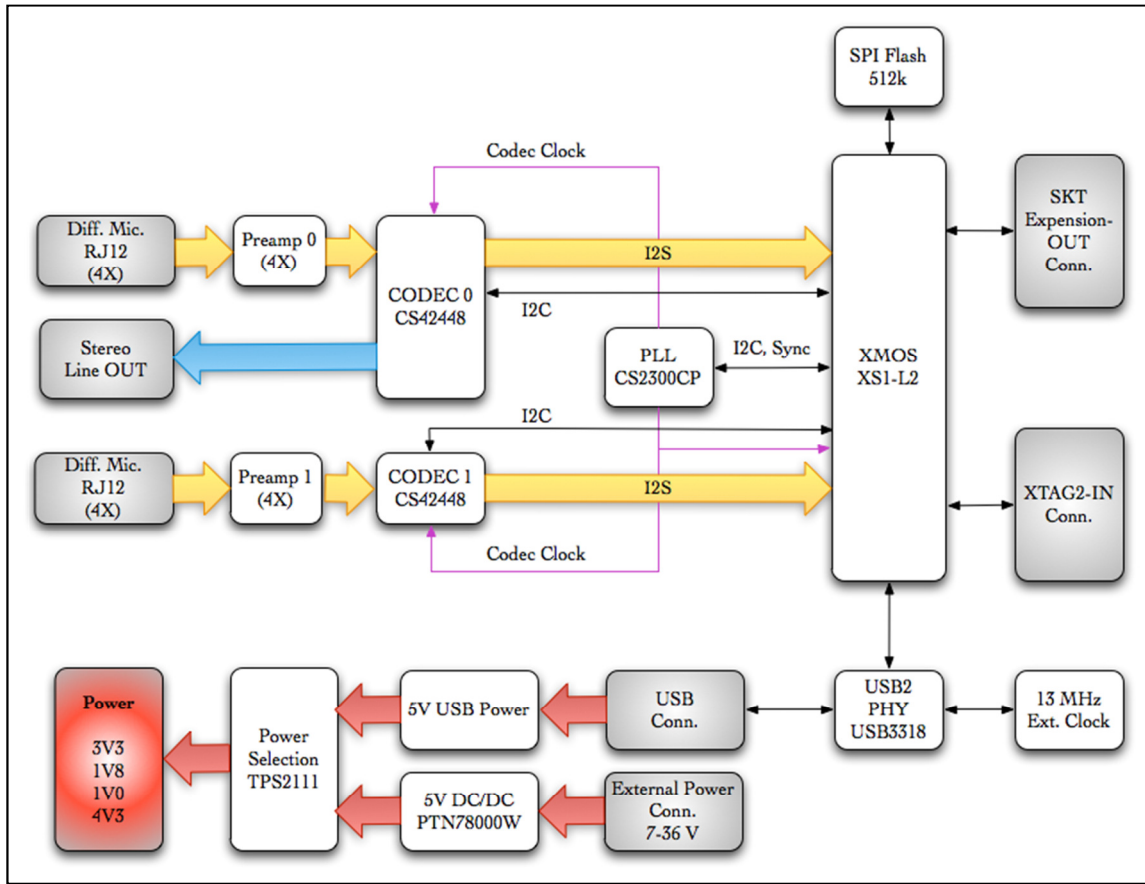 SPI Flash
512k
Codec Clock
Diff. Mic.
RJ12
(4X)
Preamp 0
(4X)
CODEC 0
CS42448
I2S
I2C
SKT
Expension-
OUT
Conn.
Stereo
Line OUT
PLL
CS2300CP
I2C, Sync
XMOS
XS1-L2
I2C
Diff. Mic.
RJ12
(4X)
Preamp 1
(4X)
CODEC 1
CS42448
I2S
XTAG2-IN
Conn.
Codec Clock
Power
3V3
1V8
1V0
4V3
Power
Selection
TPS2111
5V USB Power
USB
Conn.
USB2
PHY
USB3318
13 MHz
Ext. Clock
5V DC/DC
PTN78000W
External Power
Conn.
7-36 V